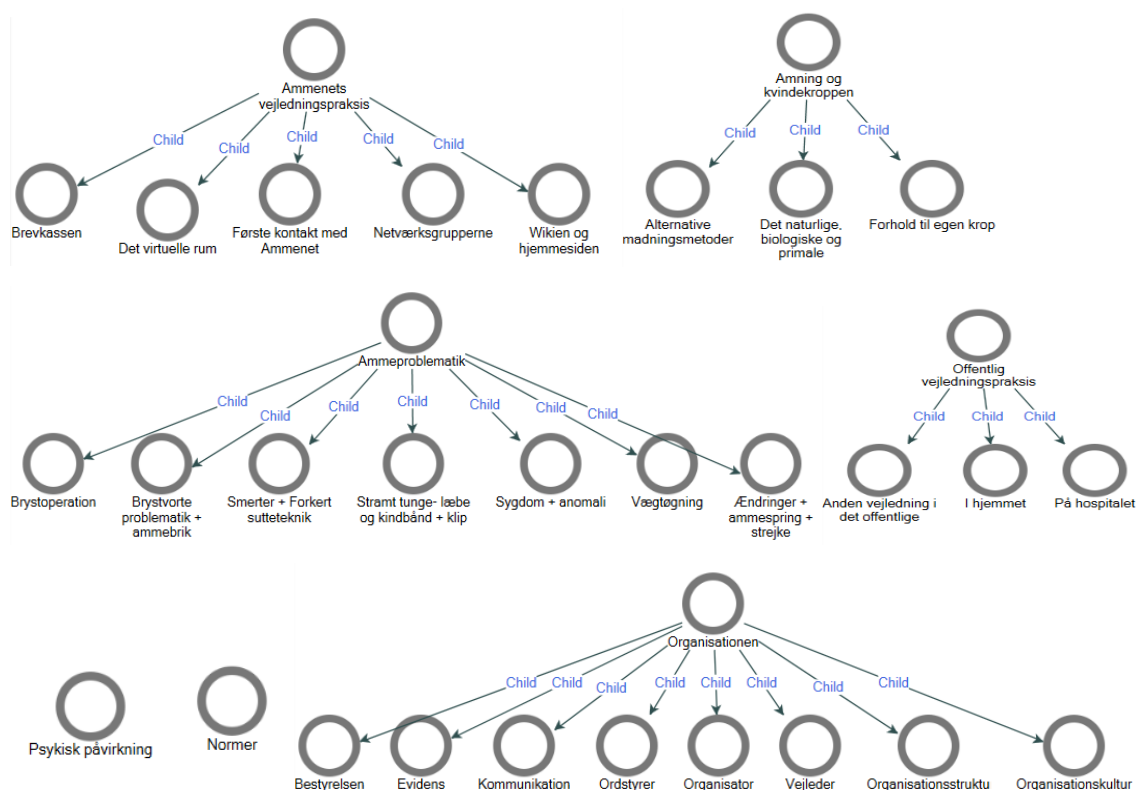 Ammenets
vejledningspraksis
Child
Child
Child
Child
Child
Brevkassen
Det virtuelle rum
Første kontakt med
Ammenet
Netværksgrupperne
Wikien og
hjemmesiden
Amning og
kvindekroppen
Child
Child
Child
Alternative
madningsmetoder
Det naturlige,
biologiske og
primale
Forhold til egen krop
Ammeproblematik
Child
Child
Child
Child
Child
Child
Child
Brystoperation
Brystvorte
problematik +
ammebrik
Smerter + Forkert
sutteteknik
Stramt tunge- læbe
og kindbånd + klip
Sygdom + anomali
Vægtøgning
Ændringer +
ammespring +
strejke
Offentlig
vejledningspraksis
Child
Child
Child
Anden vejledning i
det offentlige
I hjemmet
På hospitalet
Psykisk påvirkning
Normer
Organisationen
Child
Child
Child
Child
Child
Child
Child
Child
Bestyrelsen
Evidens
Kommunikation
Ordstyrer
Organisator
Vejleder
Organisationsstruktu
Organisationskultur